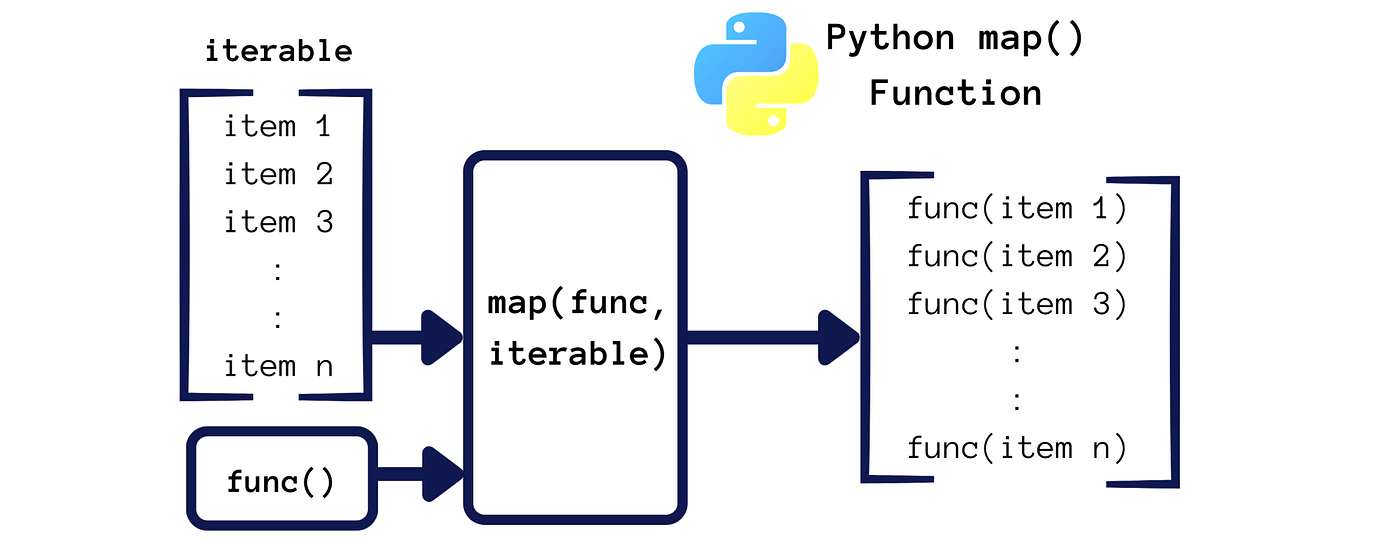 Python map()
Function
iterable
item 1
item 2
item 3
:
:
item n
func()
map(func,
iterable)
func(item 1)
func(item 2)
func(item 3)
:
:
func(item n)